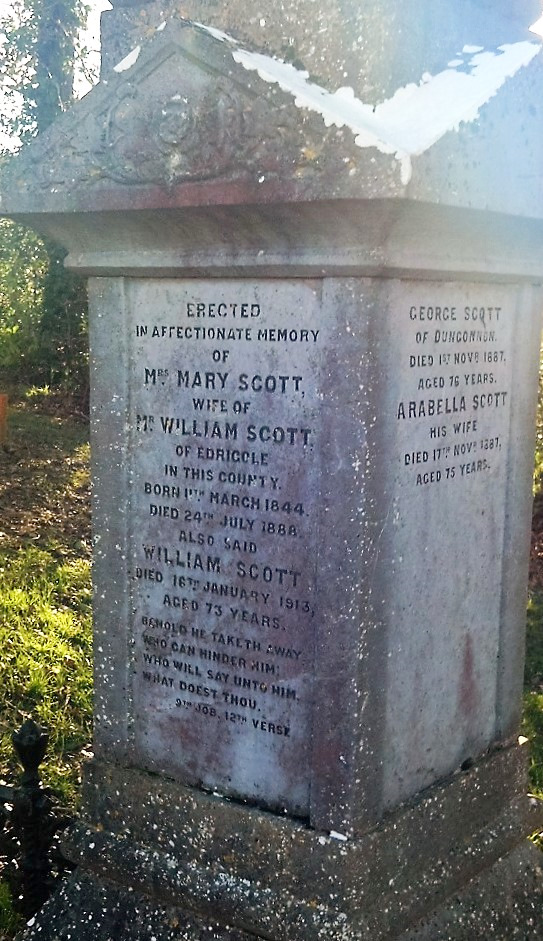 ERECTED
IN AFFECTIONATE MEMORY
OF
MRS MARY SCOTT,
WIFE OF
MR WILLIAM SCOTT,
OF EDRIGOLE
IN THIS COUNTY.
BORN 11TH MARCH 1844.
DIED 24TH JULY 1888.
ALSO SAID
WILLIAM SCOTT
DIED 16TH JANUARY 1913,
AGED 73 YEARS.
BEHOLD HE TAKETH AWAY
WHO CAN HINDER HIM;
WHO WILL SAY UNTO HIM,
WHAT DOEST THOU.
9TH JOB, 12TH VERSE
GEORGE SCOTT
OF DUNGONNON.
DIED 1ST NOVR 1887,
AGED 76 YEARS.
ARABELLA SCOTT
HIS WIFE
DIED 17TH NOVR 1887,
AGED 75 YEARS.